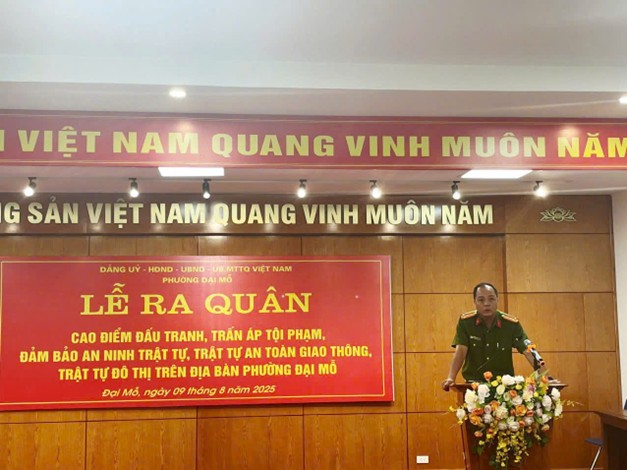 VIỆT NAM QUANG VINH MUÔN NĂM
NG SẢN VIỆT NAM QUANG VINH MUÔN NĂM
ĐẢNG UỶ - HĐND - UBND - UB MTTQ VIỆT NAM
PHƯỜNG ĐẠI MỖ
LỄ RA QUÂN
CAO ĐIỂM ĐẤU TRANH, TRẤN ÁP TỘI PHẠM,
ĐẢM BẢO AN NINH TRẬT TỰ, TRẬT TỰ AN TOÀN GIAO THÔNG,
TRẬT TỰ ĐÔ THỊ TRÊN ĐỊA BÀN PHƯỜNG ĐẠI MỖ
Đại Mỗ, ngày 09 tháng 8 năm 2025